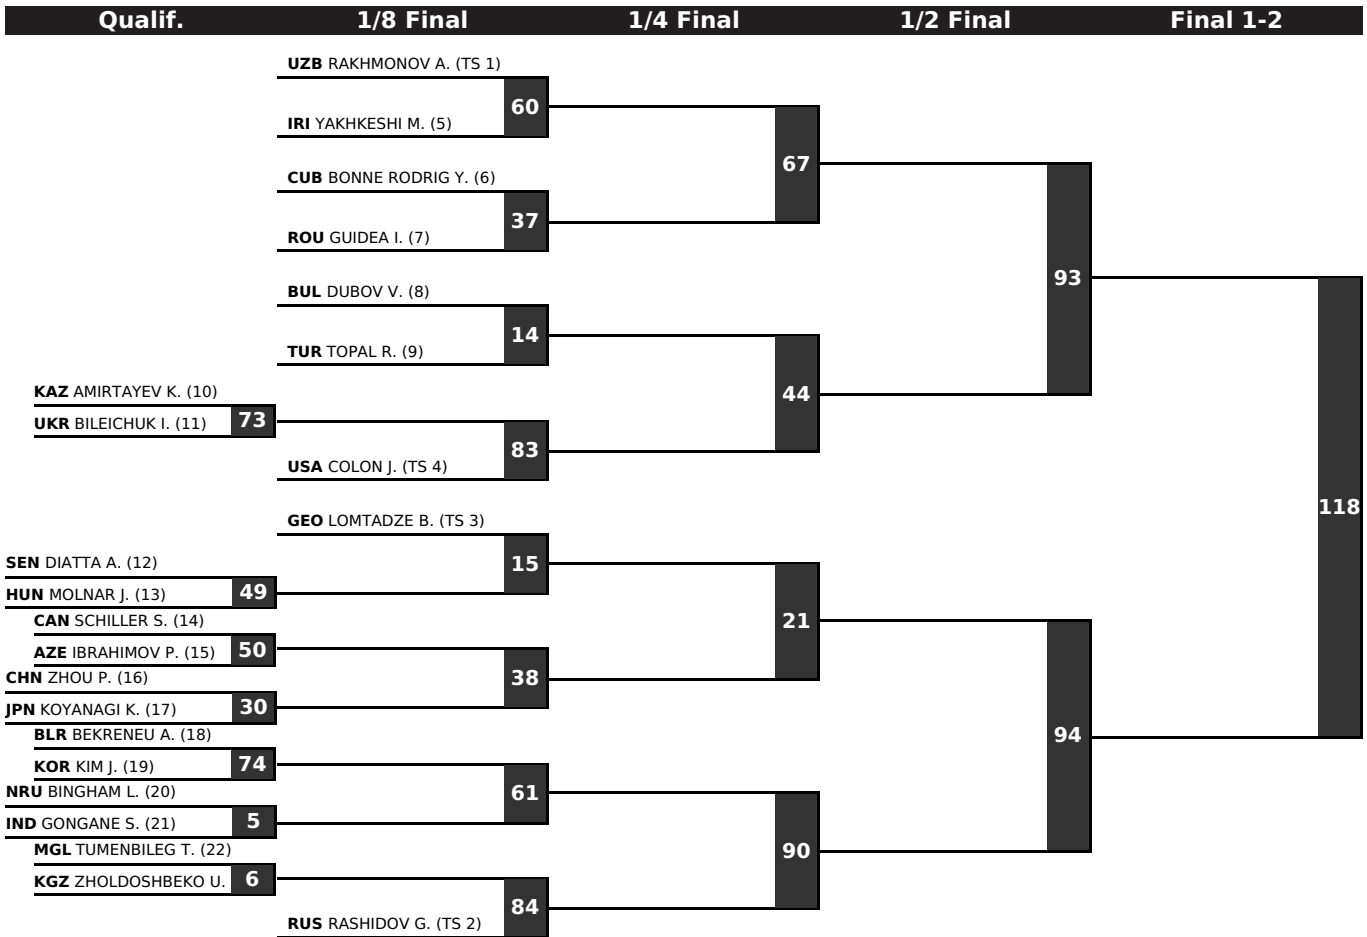 Qualif. 1/8 Final 1/4 Final 1/2 Final Final 1-2
UZB RAKHMONOV A. (TS 1)
60
IRI YAKHKESHI M. (5)
67
CUB BONNE RODRIG Y. (6)
37
ROU GUIDEA I. (7)
93
BUL DUBOV V. (8)
14
TUR TOPAL R. (9)
KAZ AMIRTAYEV K. (10)
44
UKR BILEICHUK I. (11) 73
83
USA COLON J. (TS 4)
118
GEO LOMTADZE B. (TS 3)
SEN DIATTA A. (12)
15
HUN MOLNAR J. (13) 49
CAN SCHILLER S. (14)
21
AZE IBRAHIMOV P. (15) 50
CHN ZHOU P. (16)
38
JPN KOYANAGI K. (17) 30
BLR BEKRENEU A. (18)
94
KOR KIM J. (19) 74
NRU BINGHAM L. (20)
61
IND GONGANE S. (21) 5
MGL TUMENBILEG T. (22)
90
KGZ ZHOLDOSHBEKO U. 6
84
RUS RASHIDOV G. (TS 2)